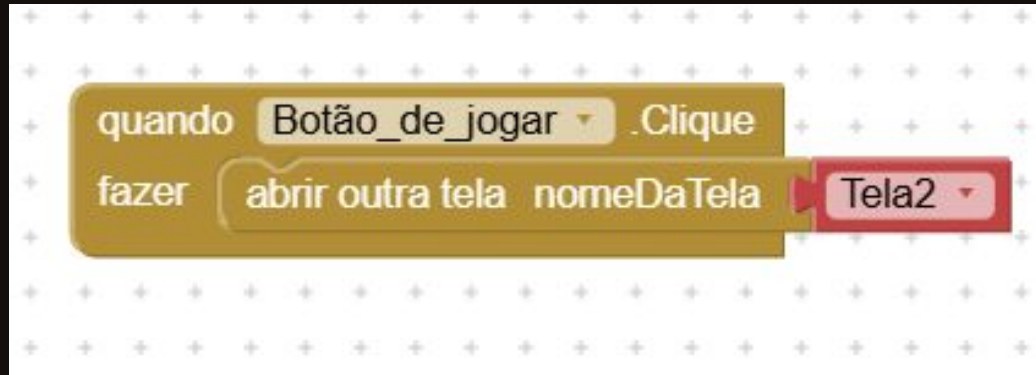 quando Botão_de_jogar .Clique
fazer abrir outra tela nomeDaTela Tela2